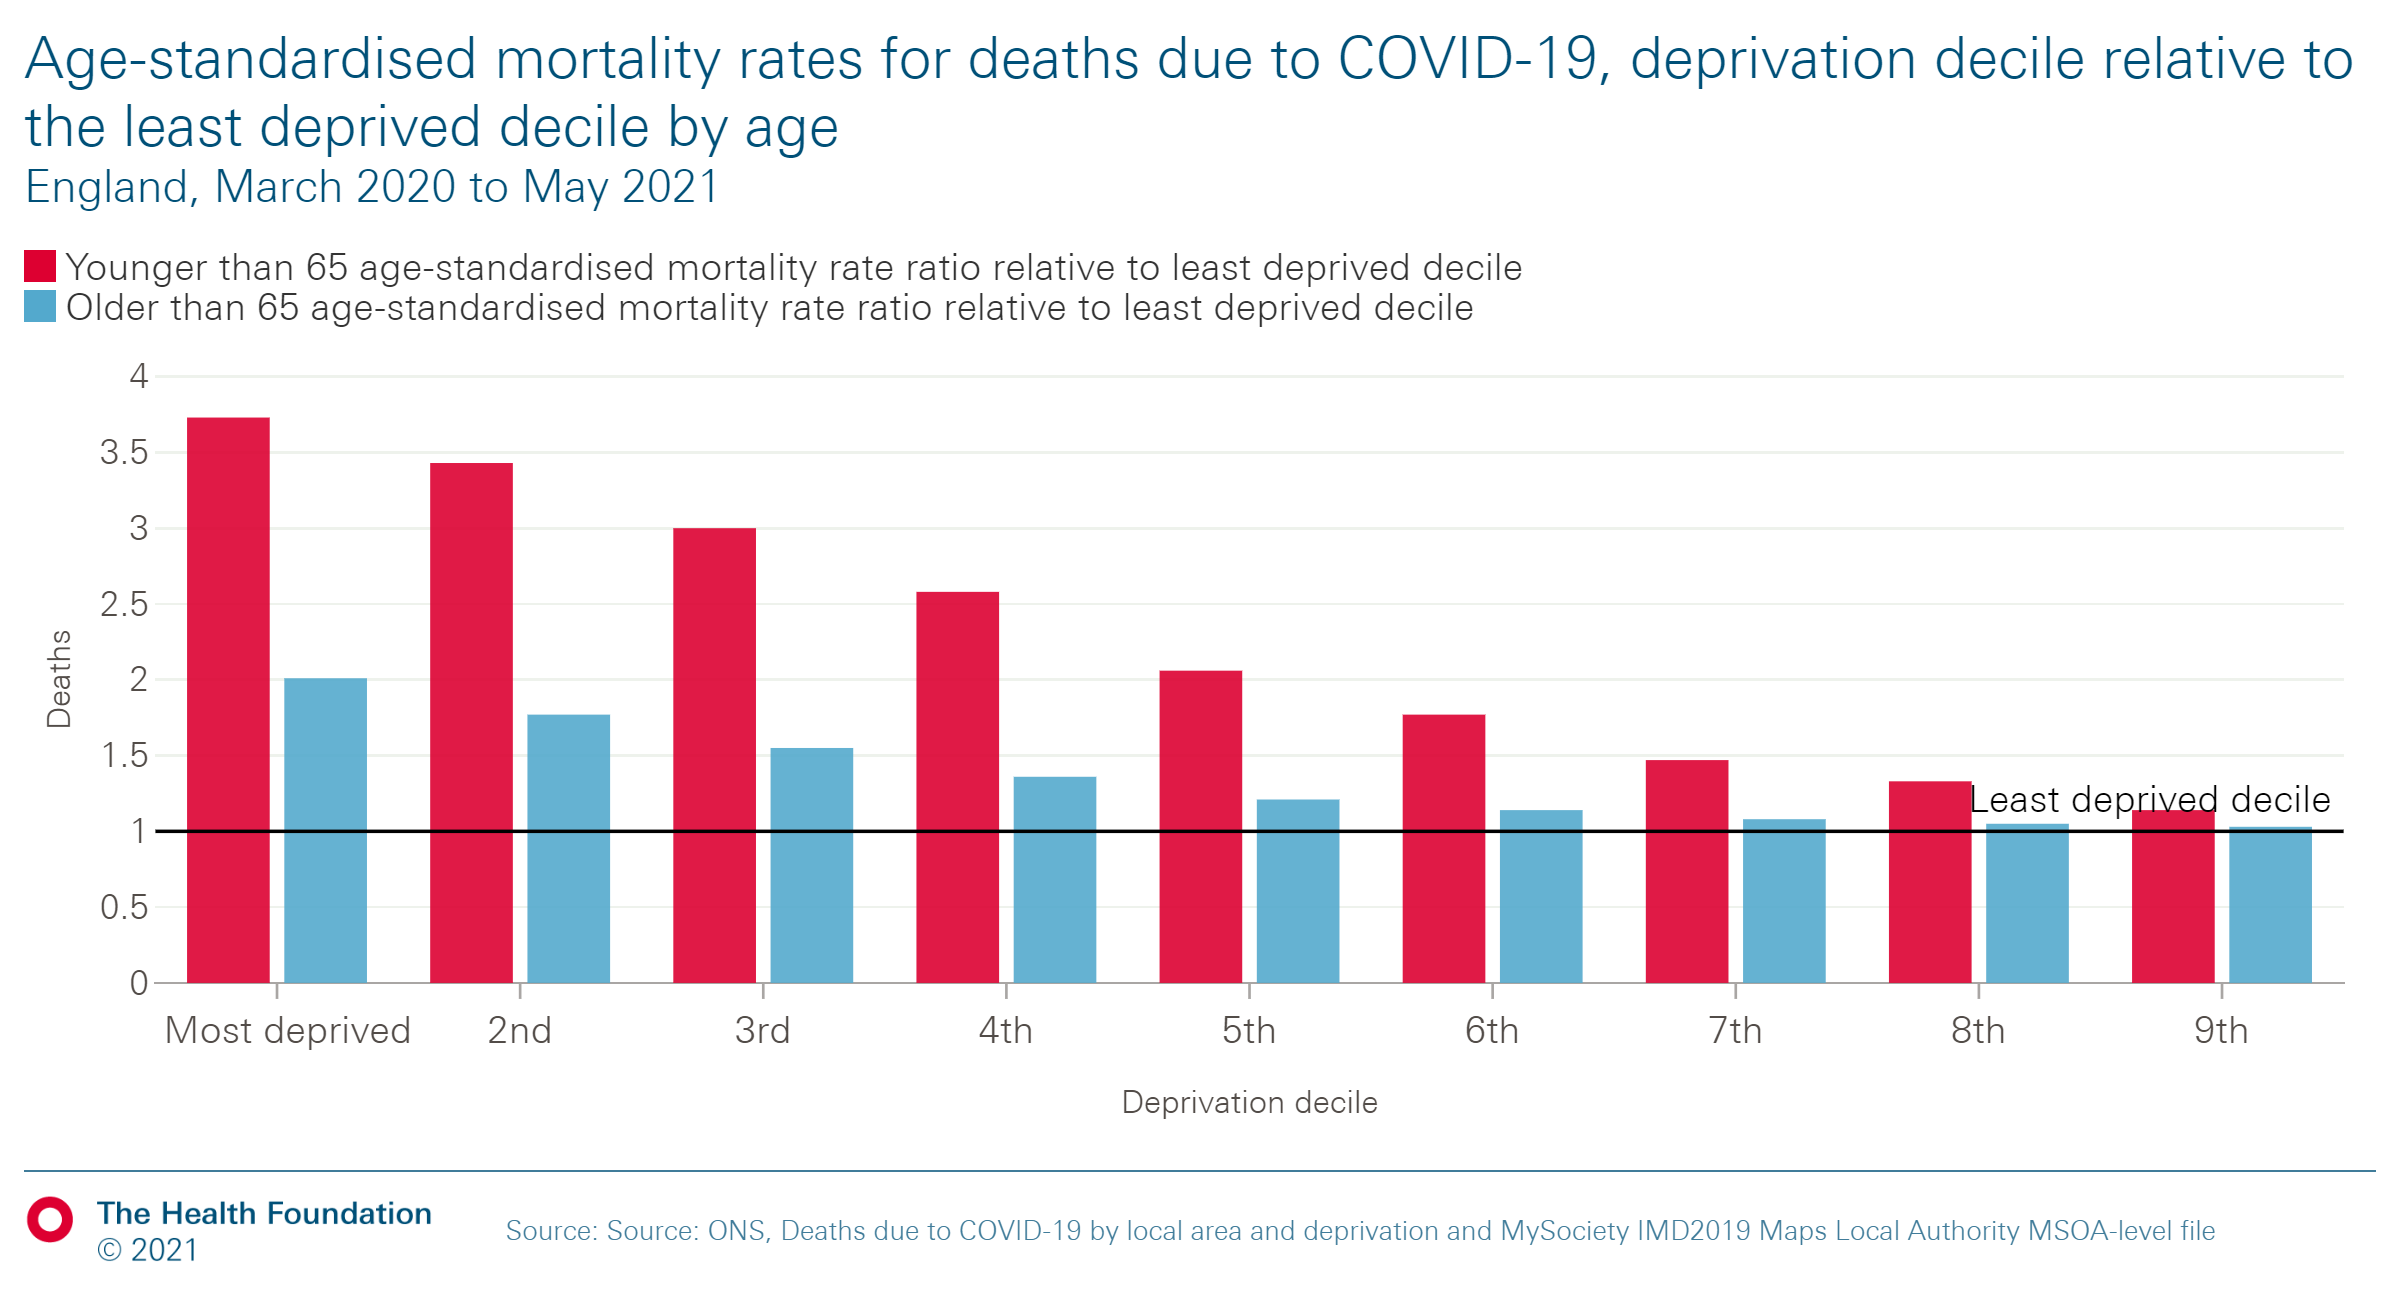 Age-standardised mortality rates for deaths due to COVID-19, deprivation decile relative to
the least deprived decile by age
England, March 2020 to May 2021
Younger than 65 age-standardised mortality rate ratio relative to least deprived decile
Older than 65 age-standardised mortality rate ratio relative to least deprived decile
4
3.5
3
2.5
2
1.5
1
0.5
0
Deaths
Least deprived decile
Most deprived 2nd 3rd 4th 5th 6th 7th 8th 9th
Deprivation decile
The Health Foundation
© 2021
Source: Source: ONS, Deaths due to COVID-19 by local area and deprivation and MySociety IMD2019 Maps Local Authority MSOA-level file